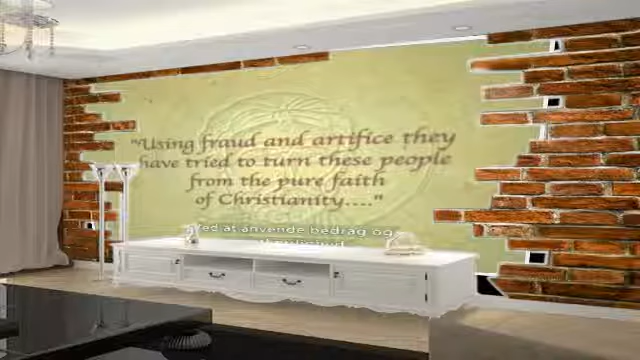 "Using fraud and artifice they
have tried to turn these people
from the pure faith
of Christianity...."
Ved at anvende bedrag og